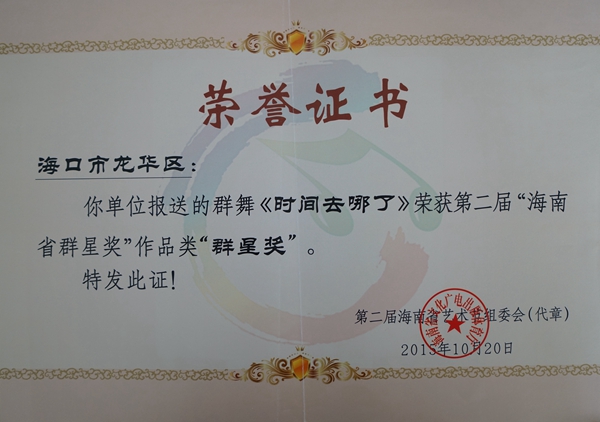 荣誉证书
海口市龙华区：
你单位报送的群舞《时间去哪了》荣获第二届“海南
省群星奖”作品类“群星奖”。
特发此证！
第二届海南省艺术节组委会（代章）
2015年10月20日